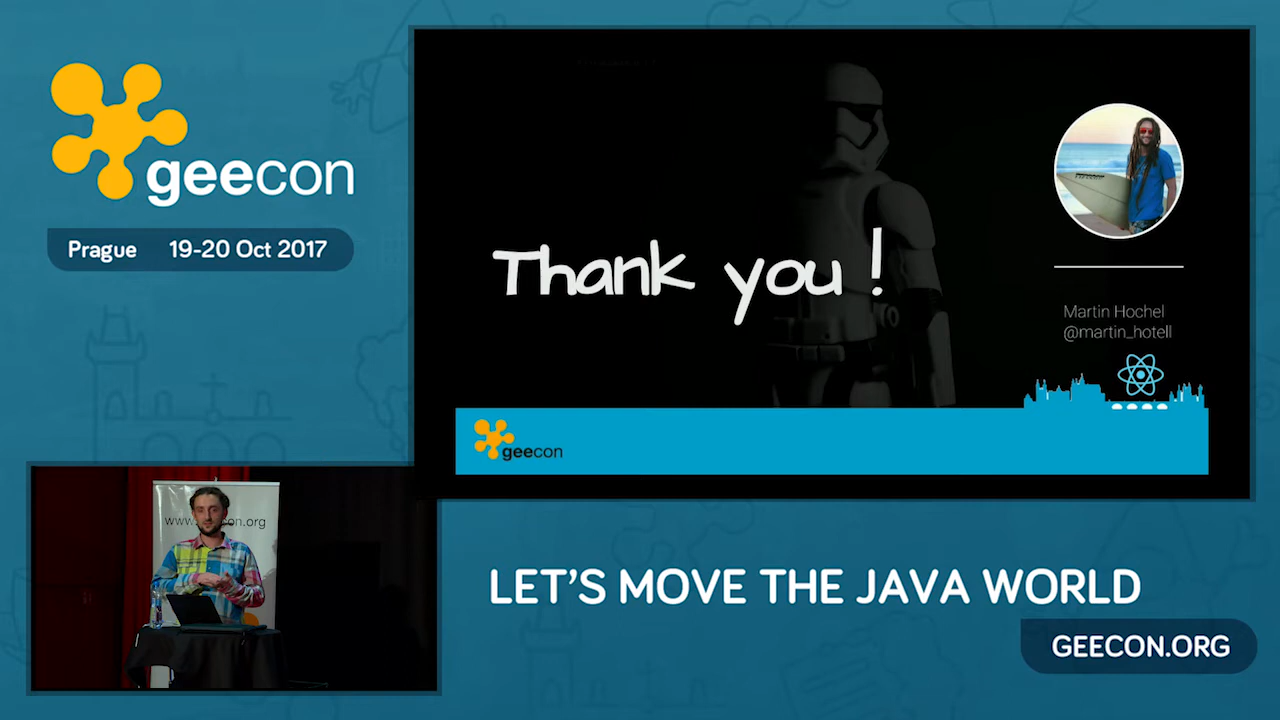 geecon
Prague 19-20 Oct 2017
Thank you !
Martin Hochel
@martin_hotell
geecon
www. con.org
LET'S MOVE THE JAVA WORLD
GEECON.ORG